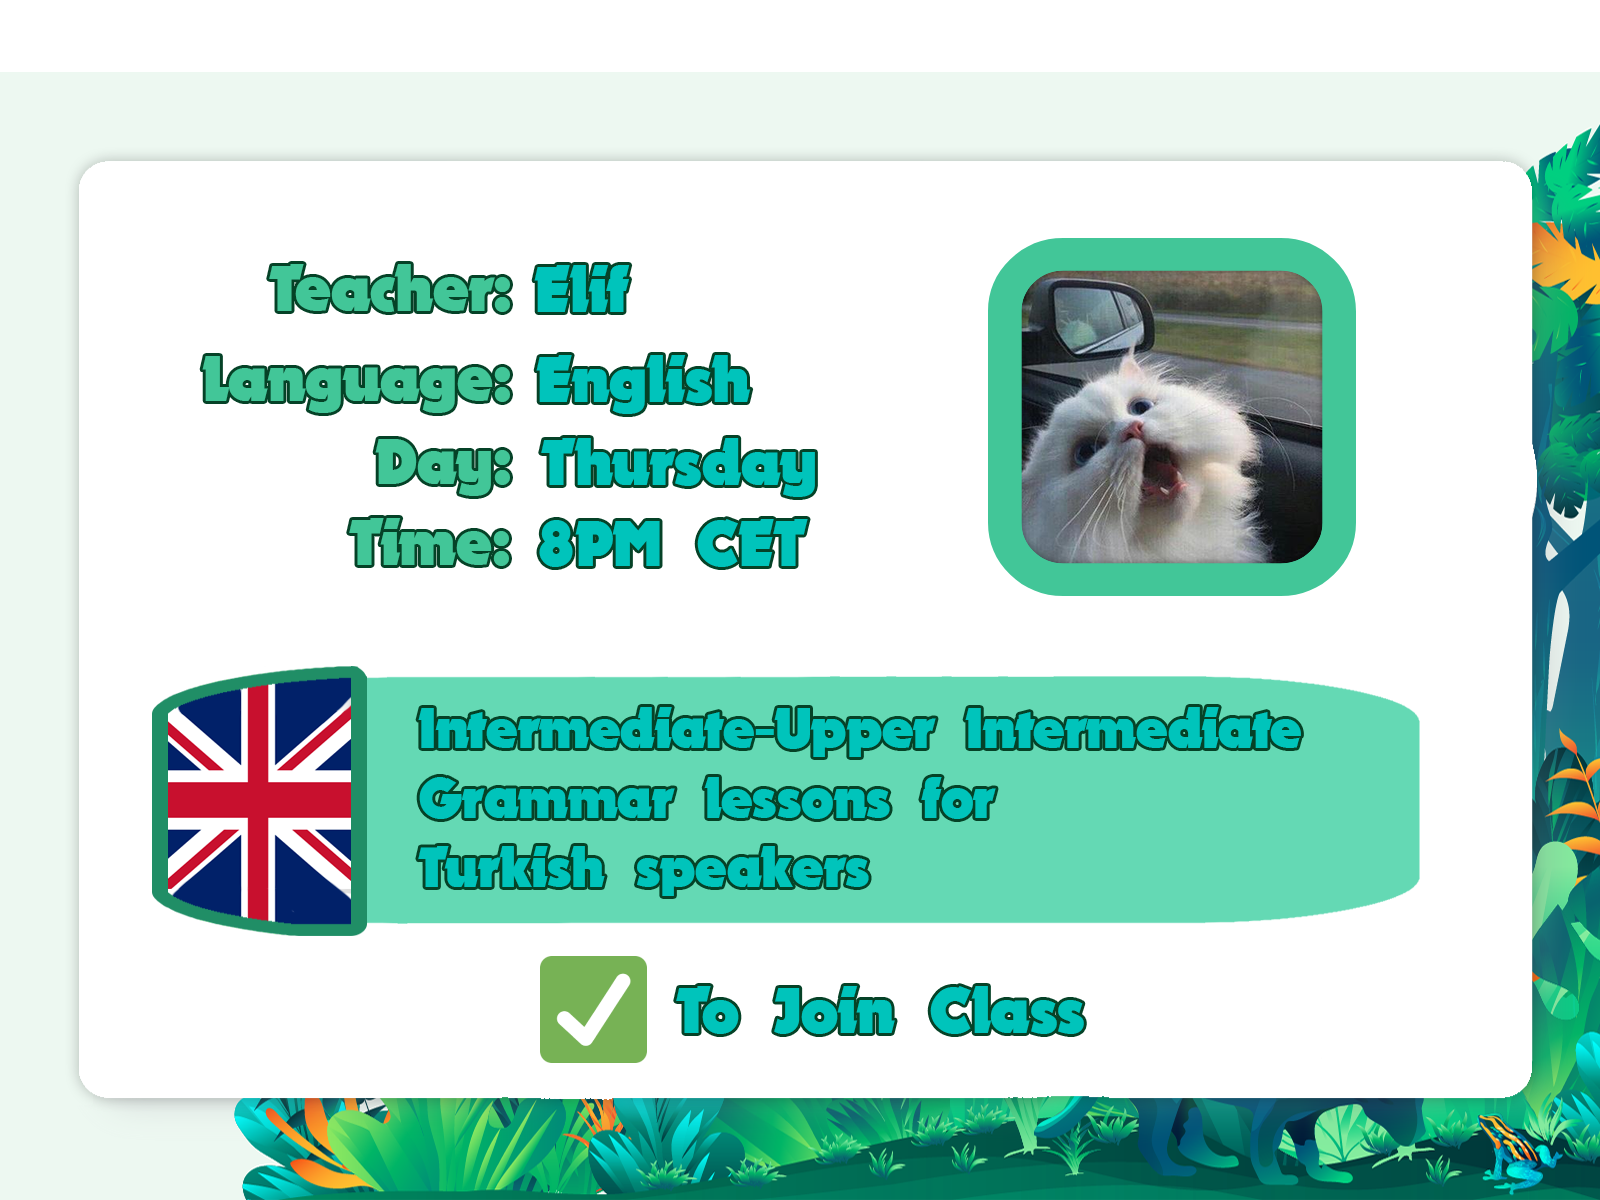 Teacher: Elif
Language: English
Day: Thursday
Time: 8PM CET
Intermediate-Upper Intermediate
Grammar lessons for
Turkish speakers
To Join Class